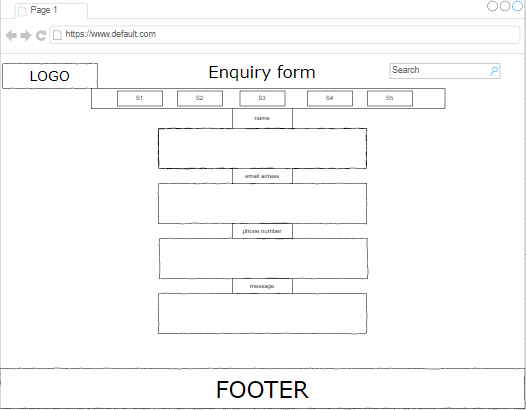 Page 1
https://www.default.com
LOGO
Enquiry form
Search
S1 S2 S3 S4 S5
name
email adress
phone number
message
FOOTER